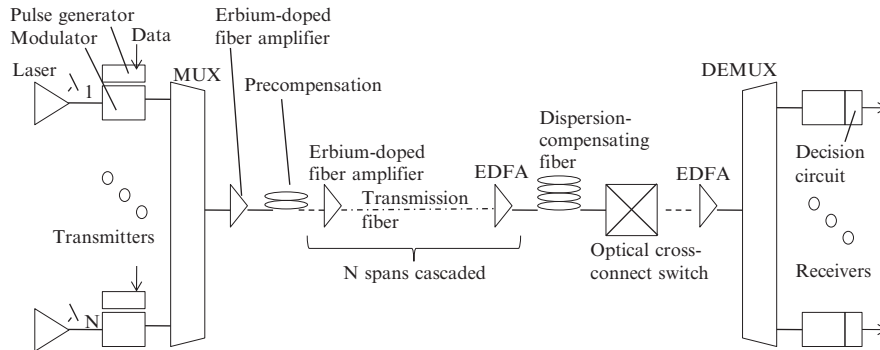 Pulse generator
Modulator
Data
Erbium-doped
fiber amplifier
Laser
λ
1
MUX
Precompensation
Erbium-doped
fiber amplifier
Transmission
fiber
EDFA
Dispersion-
compensating
fiber
EDFA
DEMUX
Decision
circuit
Transmitters
N spans cascaded
Optical cross-
connect switch
Receivers
λ
N